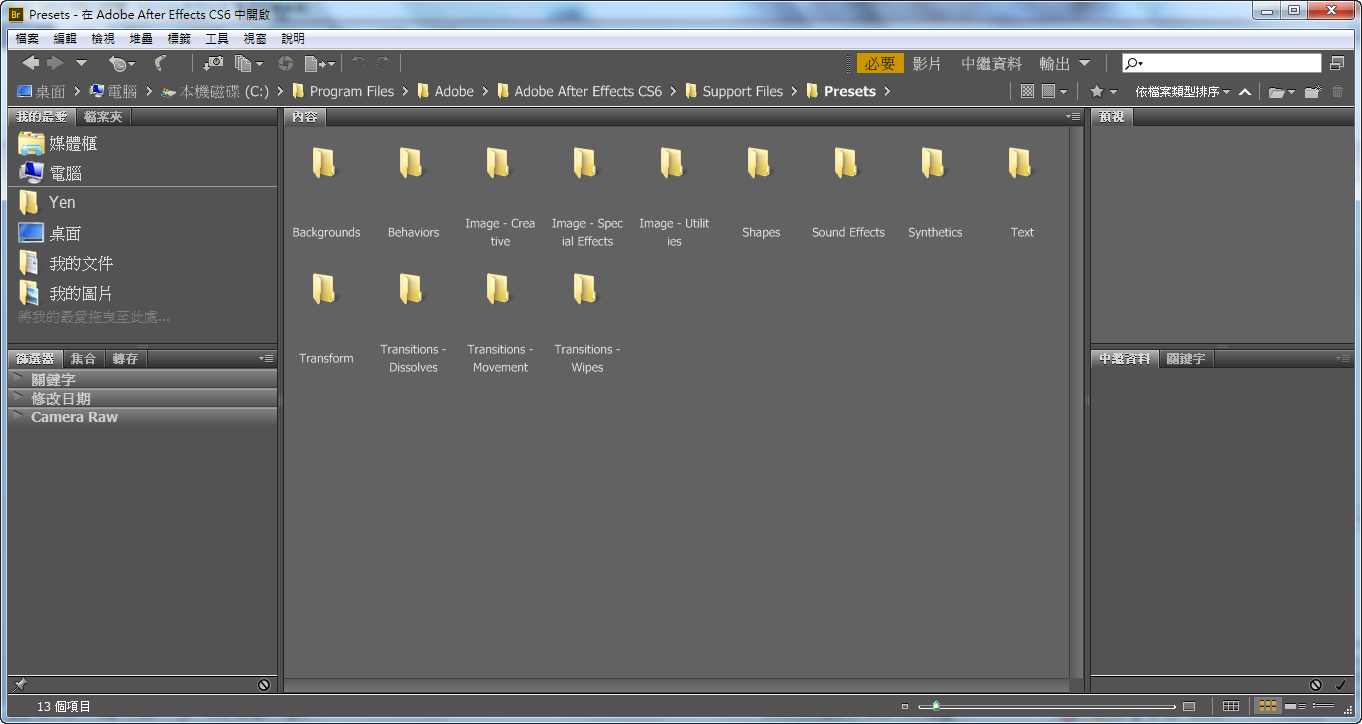 Br Presets - 在 Adobe After Effects CS6 中開啟
檔案 編輯 檢視 堆疊 標籤 工具 視窗 說明
必要 影片 中繼資料 輸出
桌面 電腦 本機磁碟 (C:) Program Files Adobe Adobe After Effects CS6 Support Files Presets 依檔案類型排序
我的最愛 檔案夾
媒體櫃
電腦
Yen
桌面
我的文件
我的圖片
將我的最愛拖曳至此處...
篩選器 集合 轉存
關鍵字
修改日期
Camera Raw
內容
Backgrounds
Behaviors
Image - Crea
tive
Image - Spec
ial Effects
Image - Utilit
ies
Shapes
Sound Effects
Synthetics
Text
Transform
Transitions -
Dissolves
Transitions -
Movement
Transitions -
Wipes
預視
中繼資料 關鍵字
13 個項目